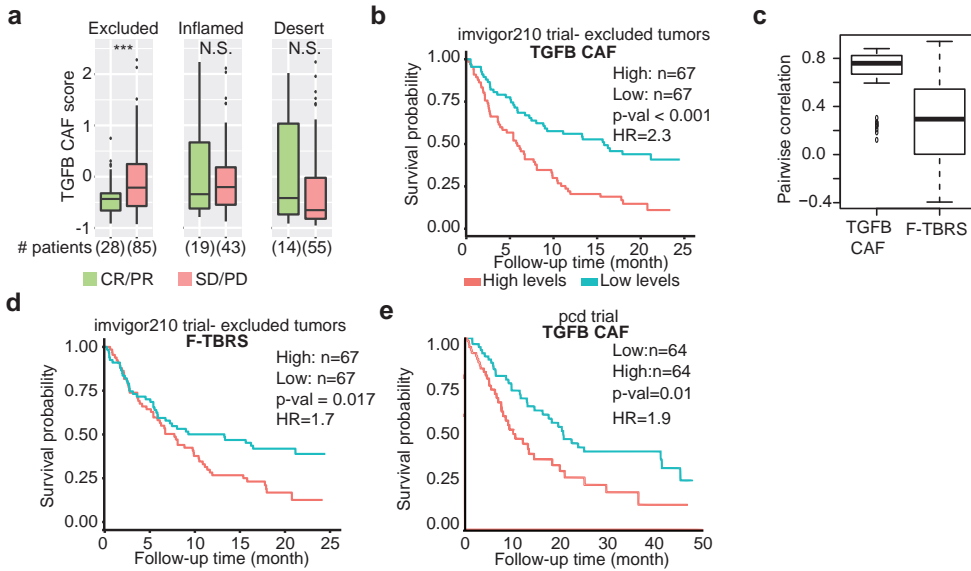 a
Excluded Inflamed Desert
*** N.S. N.S.
TGFB CAF score
2
1
0
-1
# patients (28)(85) (19)(43) (14)(55)
CR/PR SD/PD
b
imvigor210 trial- excluded tumors
TGFB CAF
High: n=67
Low: n=67
p-val < 0.001
HR=2.3
Survival probability
1.00
0.75
0.50
0.25
0.00
0 5 10 15 20 25
Follow-up time (month)
High levels Low levels
c
Pairwise correlation
0.8
0.4
0.0
−0.4
TGFB
CAF
F-TBRS
d
imvigor210 trial- excluded tumors
F-TBRS
High: n=67
Low: n=67
p-val = 0.017
HR=1.7
Survival probability
1.00
0.75
0.50
0.25
0.00
0 5 10 15 20 25
Follow-up time (month)
e
pcd trial
TGFB CAF
Low:n=64
High:n=64
p-val=0.01
HR=1.9
Survival probability
1.00
0.75
0.50
0.25
0.00
0 10 20 30 40 50
Follow-up time (month)